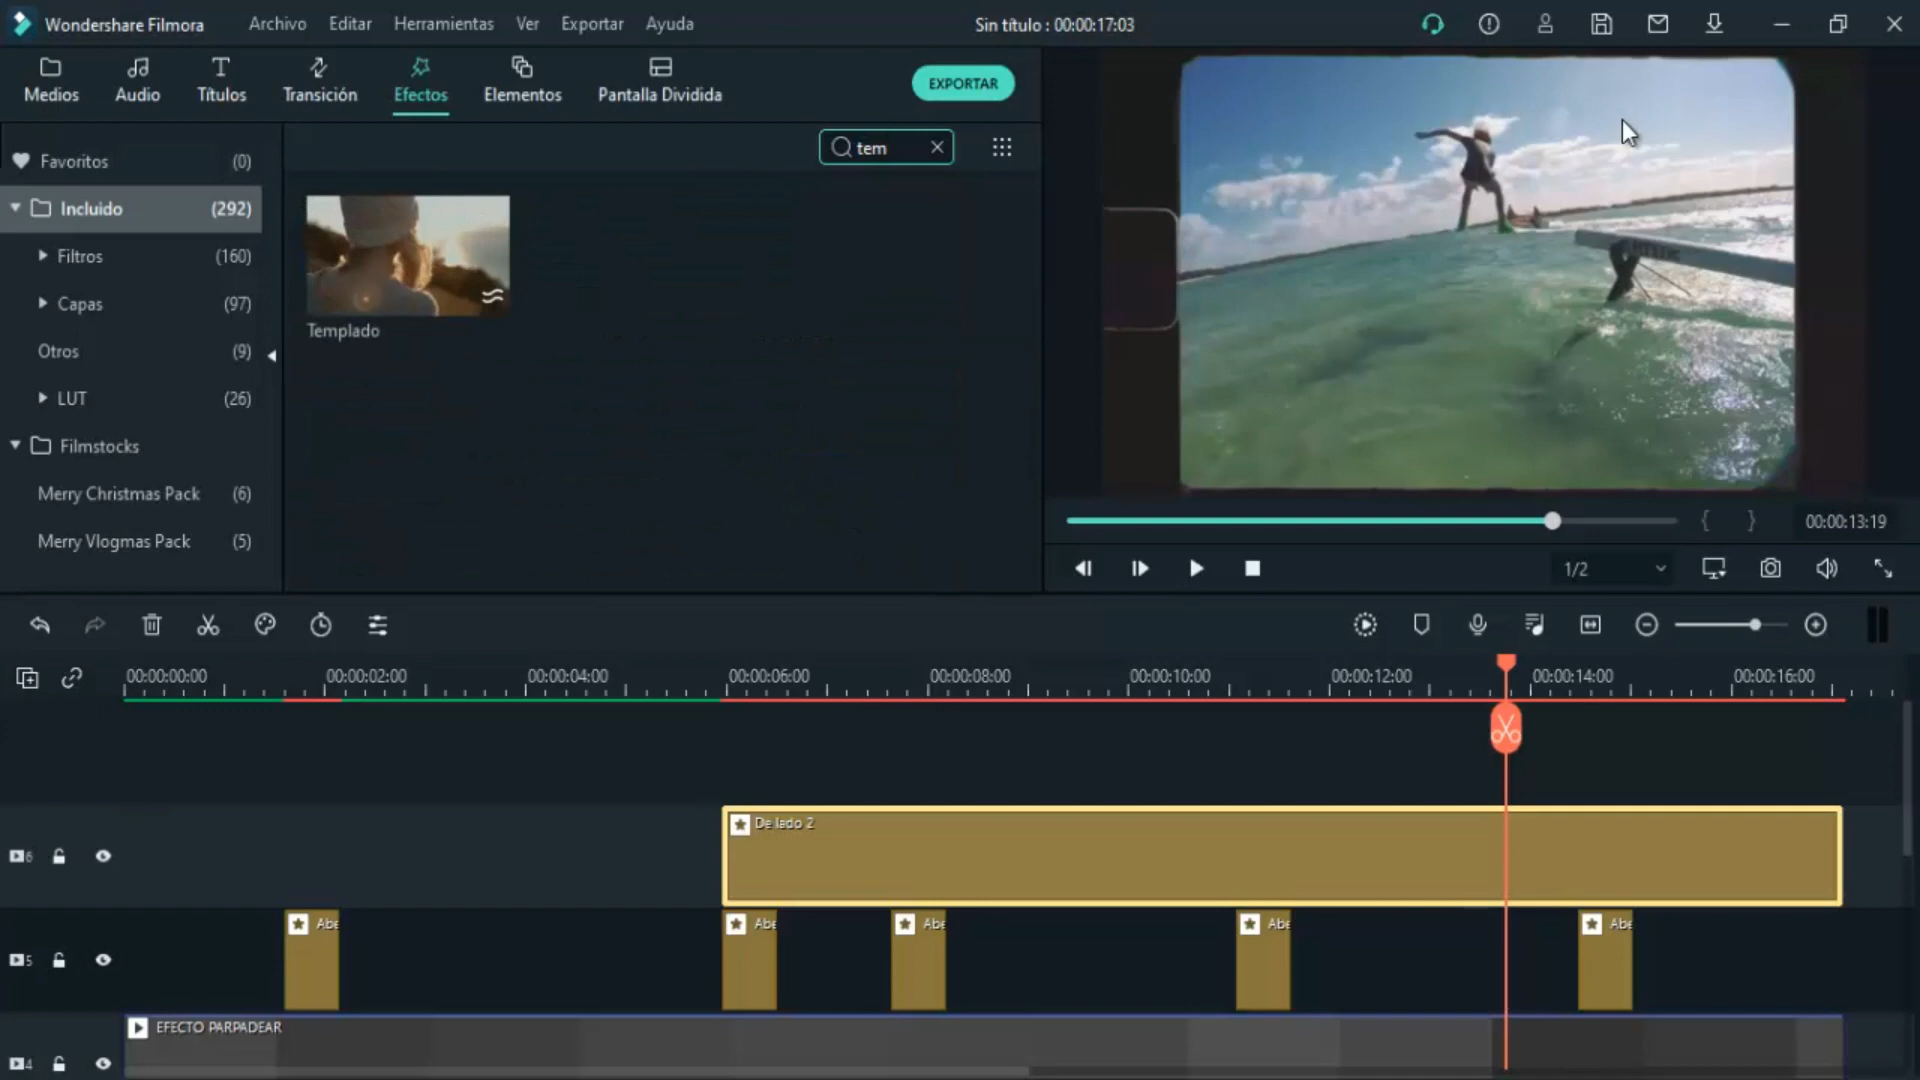 Wondershare Filmora Archivo Editar Herramientas Ver Exportar Ayuda Sin título : 00:00:17:03
Medios Audio Títulos Transición Efectos Elementos Pantalla Dividida EXPORTAR
Favoritos (0) tem
Incluido (292)
Filtros (160)
Capas (97)
Templado
Otros (9)
LUT (26)
Filmstocks
Merry Christmas Pack (6)
Merry Vlogmas Pack (5)
00:00:13:19
1/2
00:00:00:00 00:00:02:00 00:00:04:00 00:00:06:00 00:00:08:00 00:00:10:00 00:00:12:00 00:00:14:00 00:00:16:00
De lado 2
6
Abe Abe Abe Abe Abe
5
EFECTO PARPADEAR
4